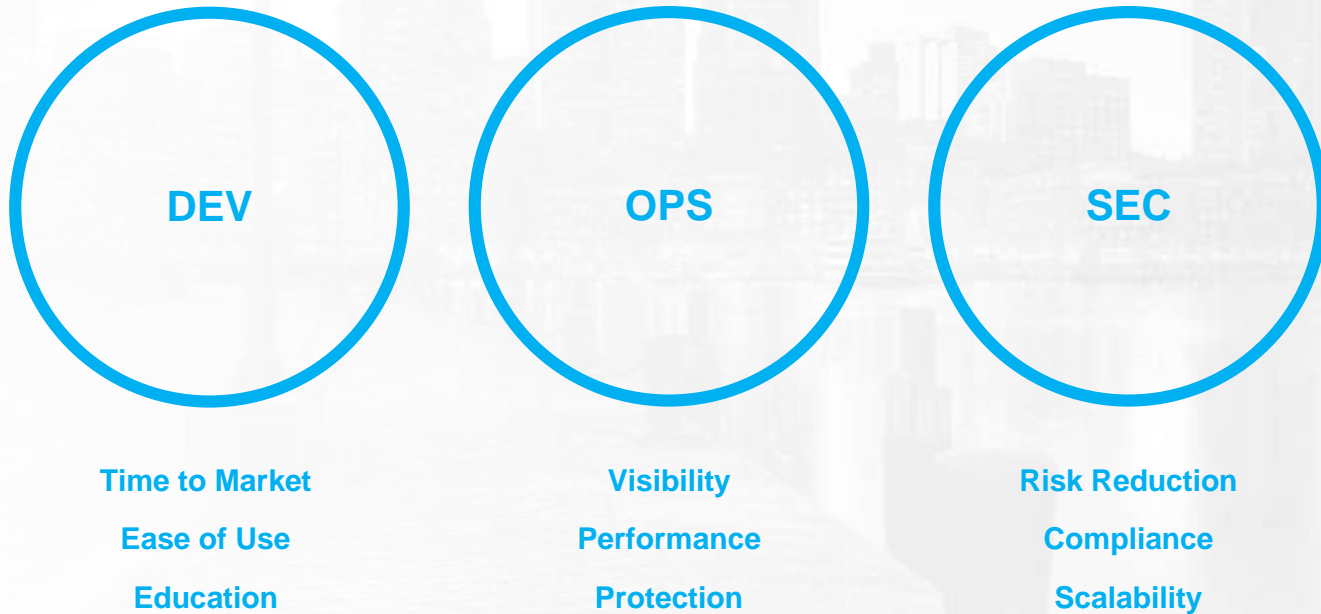 DEV
OPS
SEC
Time to Market
Ease of Use
Education
Visibility
Performance
Protection
Risk Reduction
Compliance
Scalability